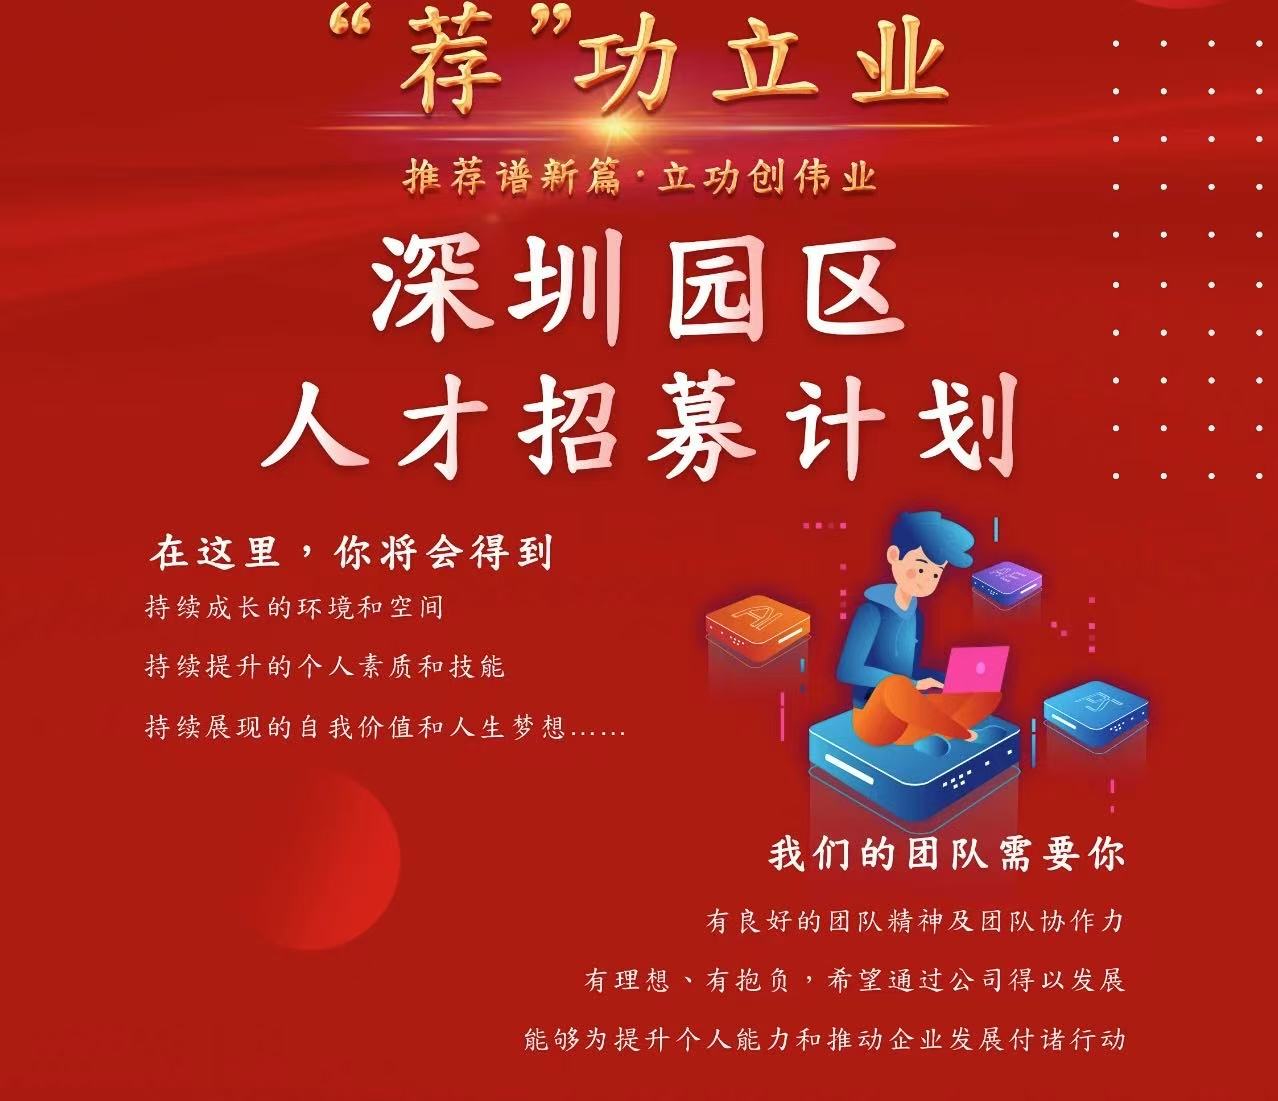 “荐”功立业
推荐谱新篇·立功创伟业
深圳园区
人才招募计划
在这里，你将会得到
持续成长的环境和空间
持续提升的个人素质和技能
持续展现的自我价值和人生梦想……
AI
AE
我们的团队需要你
有良好的团队精神及团队协作力
有理想、有抱负，希望通过公司得以发展
能够为提升个人能力和推动企业发展付诸行动